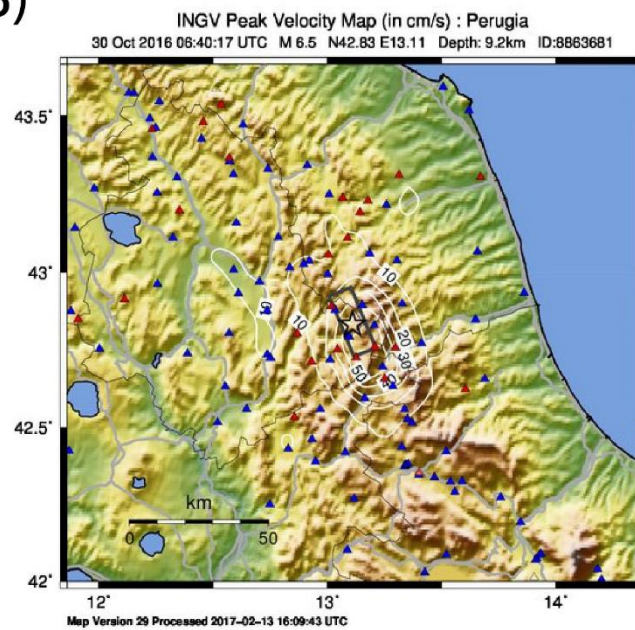 INGV Peak Velocity Map (in cm/s) : Perugia
30 Oct 2016 06:40:17 UTC M 6.5 N42.83 E13.11 Depth: 9.2km ID:8863681
43.5°
43°
42.5°
42°
10
10
10
20
30
50
km
0 50
12° 13° 14°
Map Version 29 Processed 2017-02-13 16:09:43 UTC